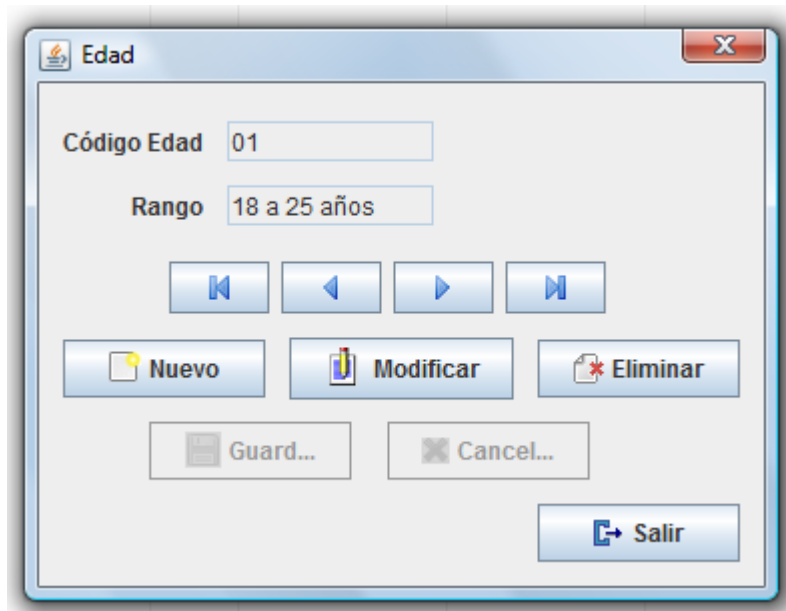 Edad
Código Edad 01
Rango 18 a 25 años
Nuevo Modificar Eliminar
Guard... Cancel...
Salir